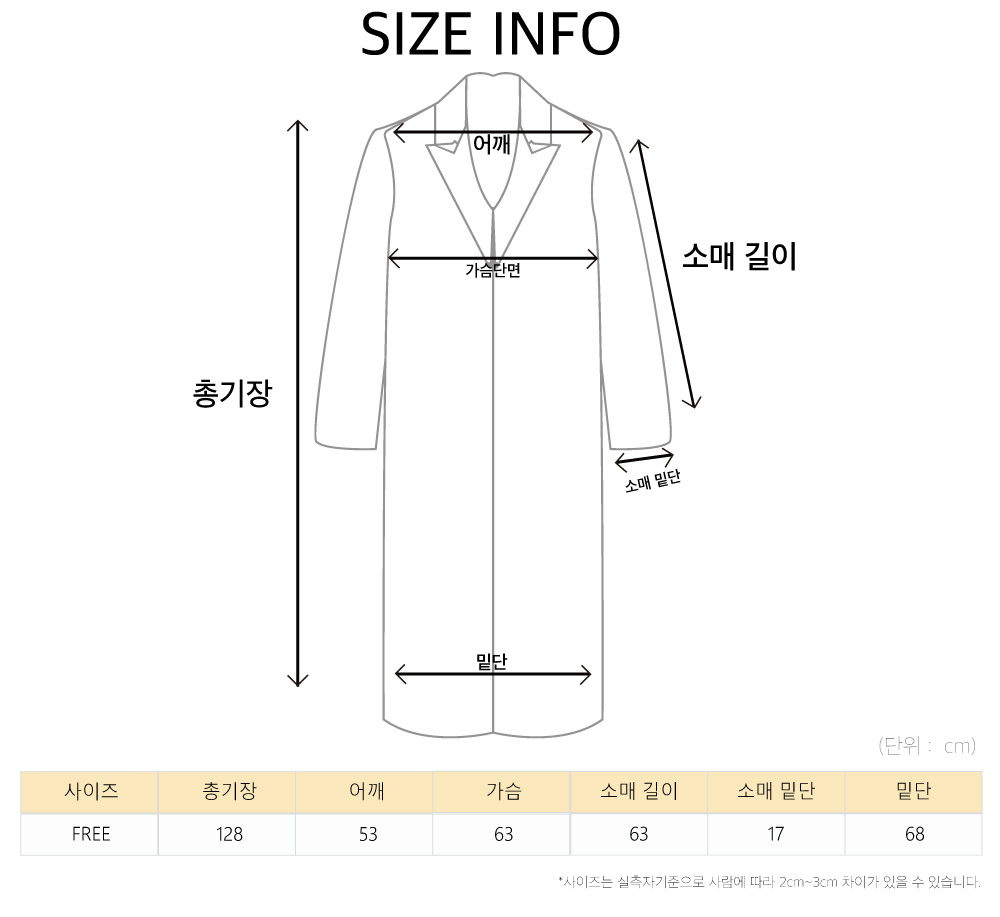 SIZE INFO
어깨
소매 길이
가슴단면
총기장
소매 밑단
밑단
(단위 : cm)
사이즈 총기장 어깨 가슴 소매 길이 소매 밑단 밑단
FREE 128 53 63 63 17 68
*사이즈는 실측자기준으로 사람에 따라 2cm~3cm 차이가 있을 수 있습니다.